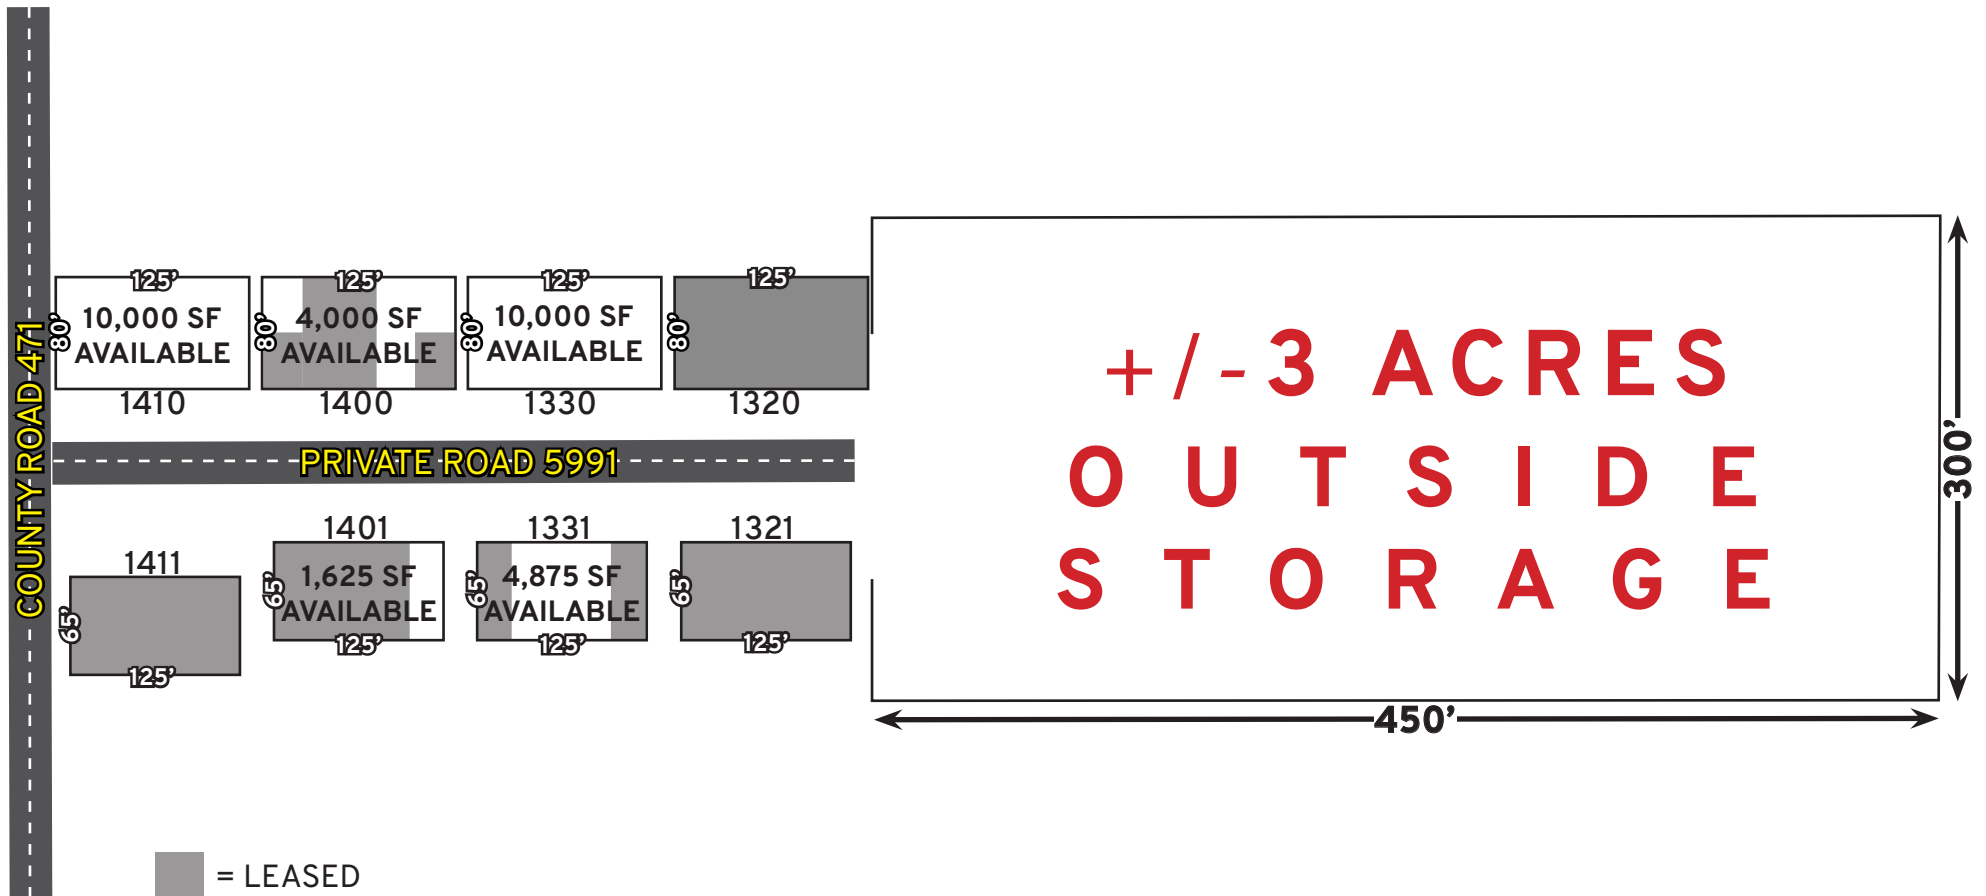 COUNTY ROAD 471
125'
80'
10,000 SF
AVAILABLE
1410
125'
80'
4,000 SF
AVAILABLE
1400
125'
80'
10,000 SF
AVAILABLE
1330
125'
80'
1320
PRIVATE ROAD 5991
1411
65'
125'
1401
65'
1,625 SF
AVAILABLE
125'
1331
65'
4,875 SF
AVAILABLE
125'
1321
65'
125'
+/-3 ACRES
OUTSIDE
STORAGE
300'
450'
= LEASED